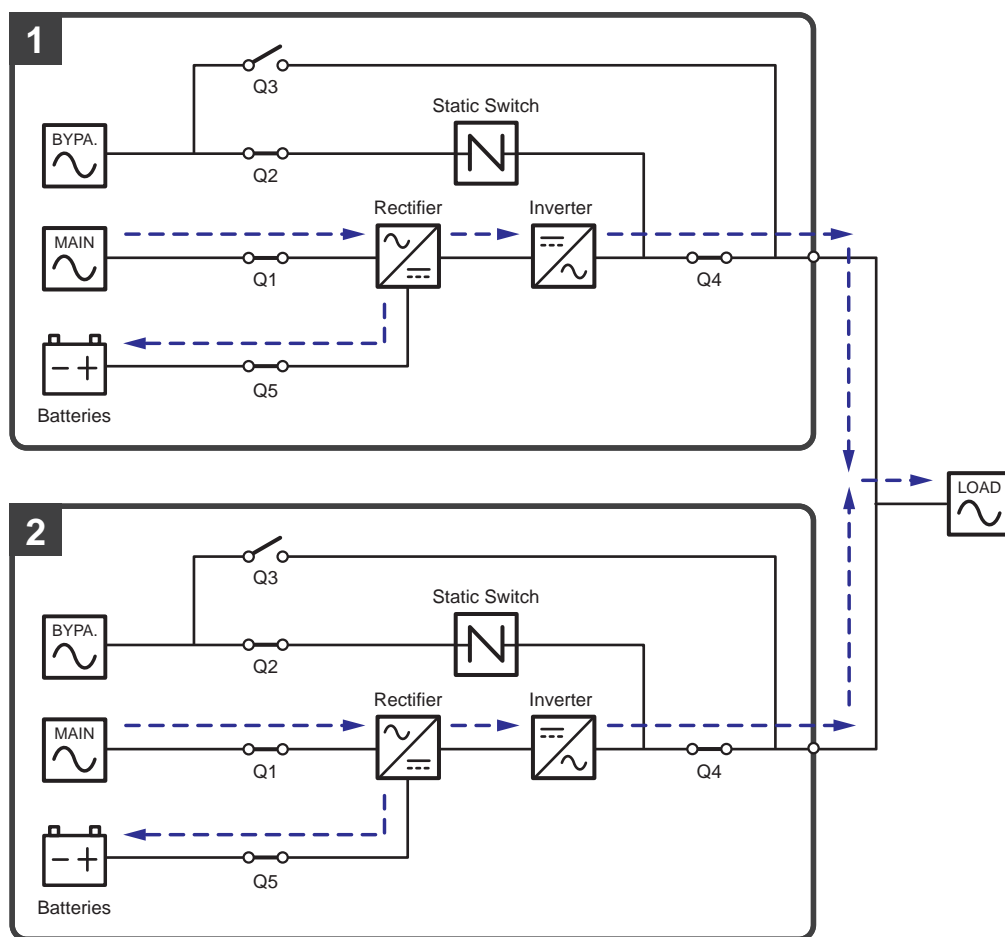 1
Q3
Static Switch
BYPA.
Q2
Rectifier
Inverter
MAIN
Q1
Q4
Q5
Batteries
LOAD
2
Q3
Static Switch
BYPA.
Q2
Rectifier
Inverter
MAIN
Q1
Q4
Q5
Batteries